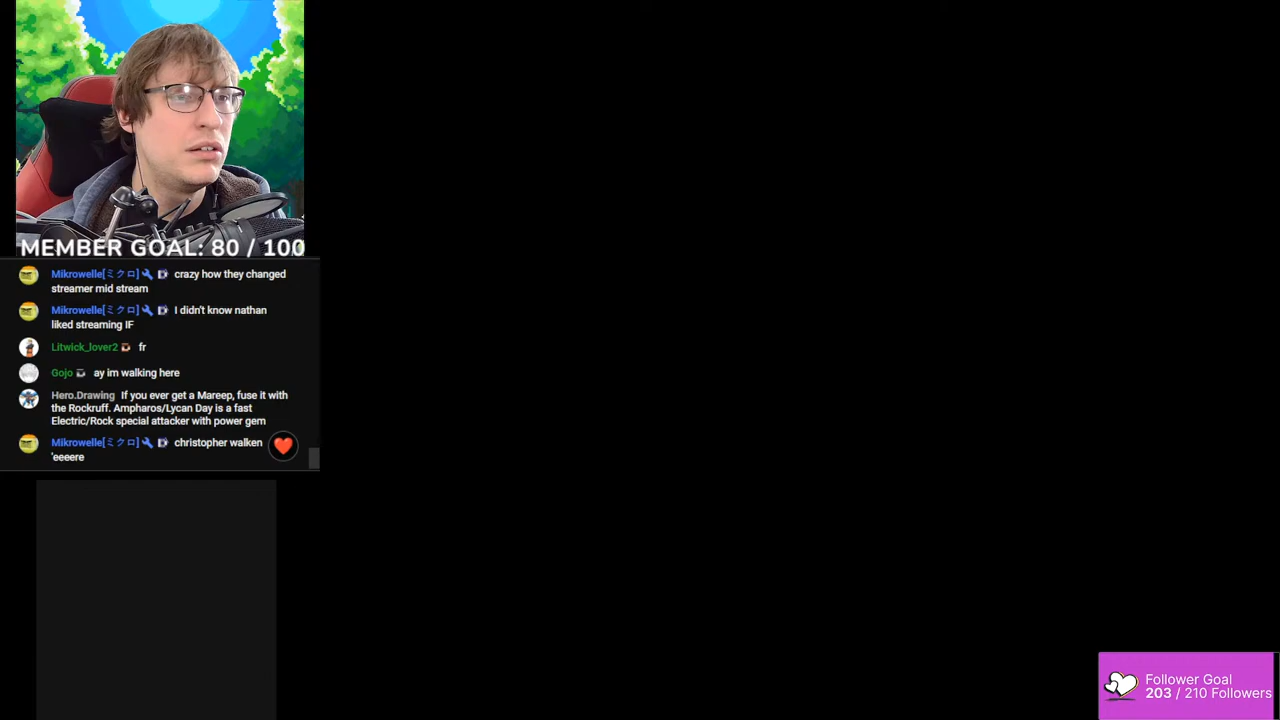 MEMBER GOAL: 80 / 100
Mikrowelle[ミクロ] crazy how they changed
streamer mid stream
Mikrowelle[ミクロ] I didn't know nathan
liked streaming IF
Litwick_lover2 fr
Gojo ay im walking here
Hero.Drawing If you ever get a Mareep, fuse it with
the Rockruff. Ampharos/Lycan Day is a fast
Electric/Rock special attacker with power gem
Mikrowelle[ミクロ] christopher walken
'eeeere
Follower Goal
203 / 210 Followers